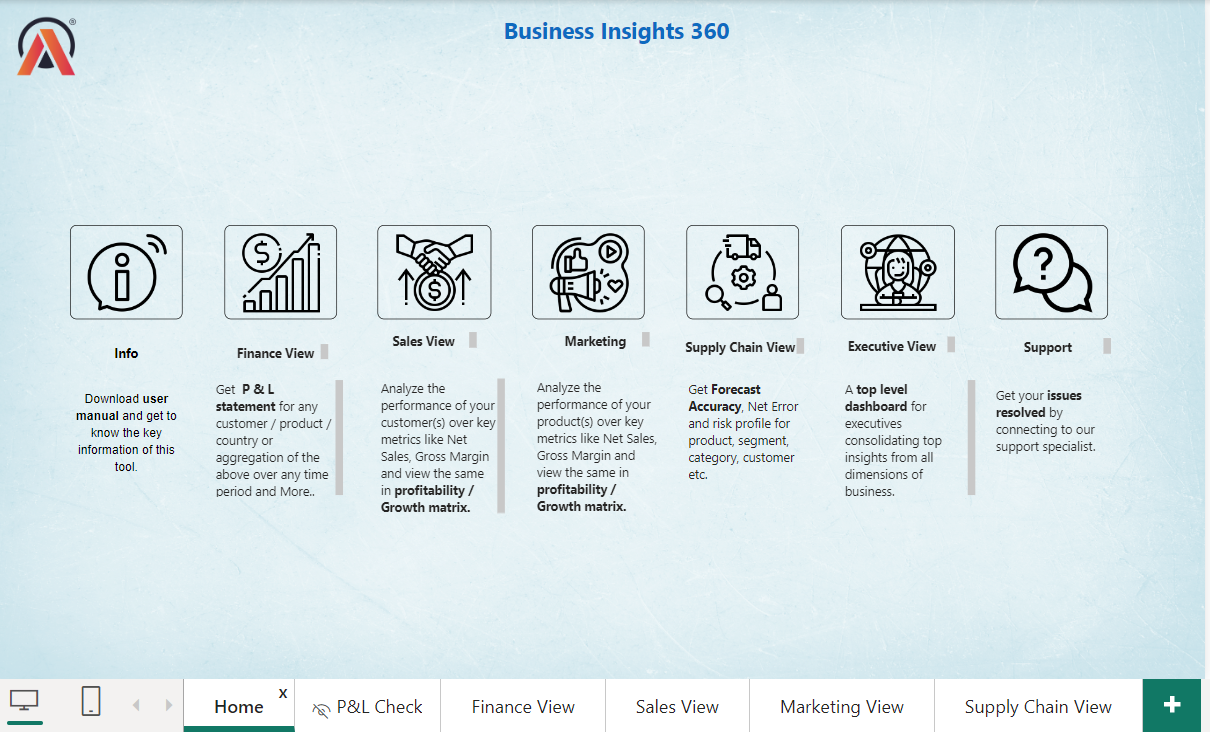 ®
Business Insights 360
Info
Download user
manual and get to
know the key
information of this
tool.
Finance View
Get P & L
statement for any
customer / product /
country or
aggregation of the
above over any time
period and More..
Sales View
Analyze the
performance of your
customer(s) over key
metrics like Net
Sales, Gross Margin
and view the same
in profitability /
Growth matrix.
Marketing
Analyze the
performance of your
product(s) over key
metrics like Net Sales,
Gross Margin and
view the same in
profitability /
Growth matrix.
Supply Chain View
Get Forecast
Accuracy, Net Error
and risk profile for
product, segment,
category, customer
etc.
Executive View
A top level
dashboard for
executives
consolidating top
insights from all
dimensions of
business.
Support
Get your issues
resolved by
connecting to our
support specialist.
Home x
P&L Check
Finance View
Sales View
Marketing View
Supply Chain View